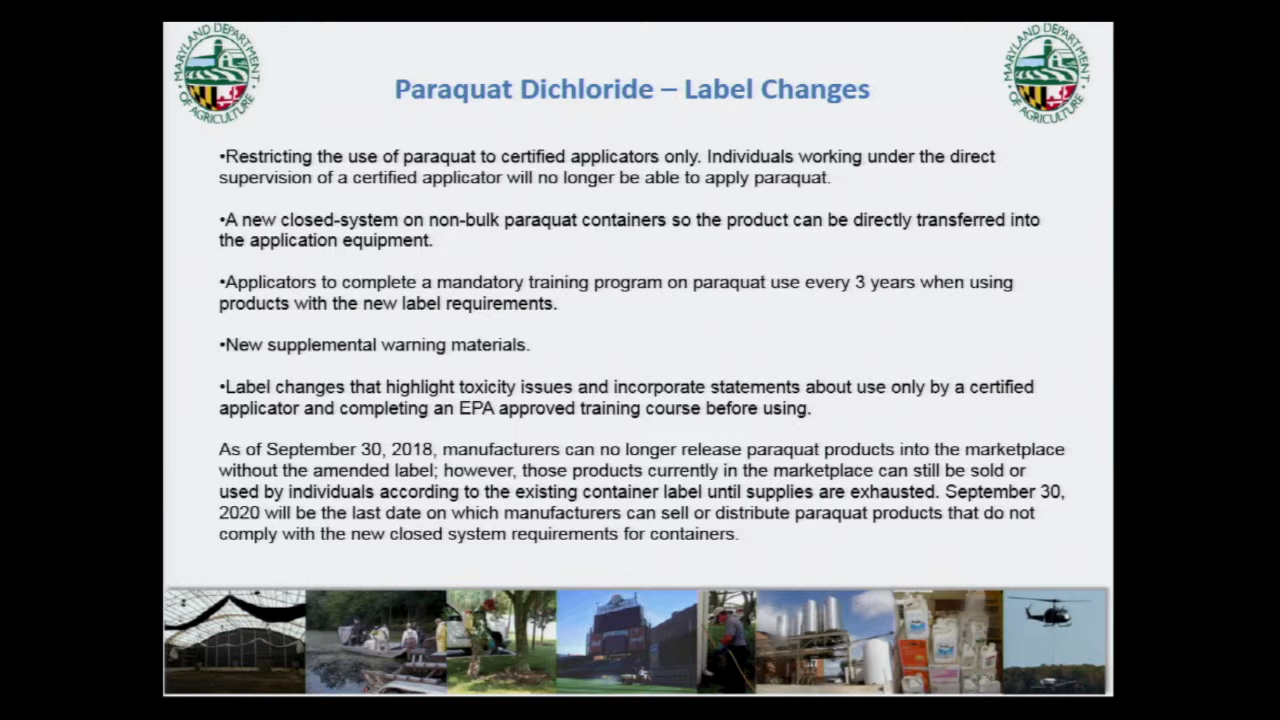 MARYLAND DEPARTMENT OF AGRICULTURE
MARYLAND DEPARTMENT OF AGRICULTURE
Paraquat Dichloride – Label Changes
•Restricting the use of paraquat to certified applicators only. Individuals working under the direct
supervision of a certified applicator will no longer be able to apply paraquat.
•A new closed-system on non-bulk paraquat containers so the product can be directly transferred into
the application equipment.
•Applicators to complete a mandatory training program on paraquat use every 3 years when using
products with the new label requirements.
•New supplemental warning materials.
•Label changes that highlight toxicity issues and incorporate statements about use only by a certified
applicator and completing an EPA approved training course before using.
As of September 30, 2018, manufacturers can no longer release paraquat products into the marketplace
without the amended label; however, those products currently in the marketplace can still be sold or
used by individuals according to the existing container label until supplies are exhausted. September 30,
2020 will be the last date on which manufacturers can sell or distribute paraquat products that do not
comply with the new closed system requirements for containers.